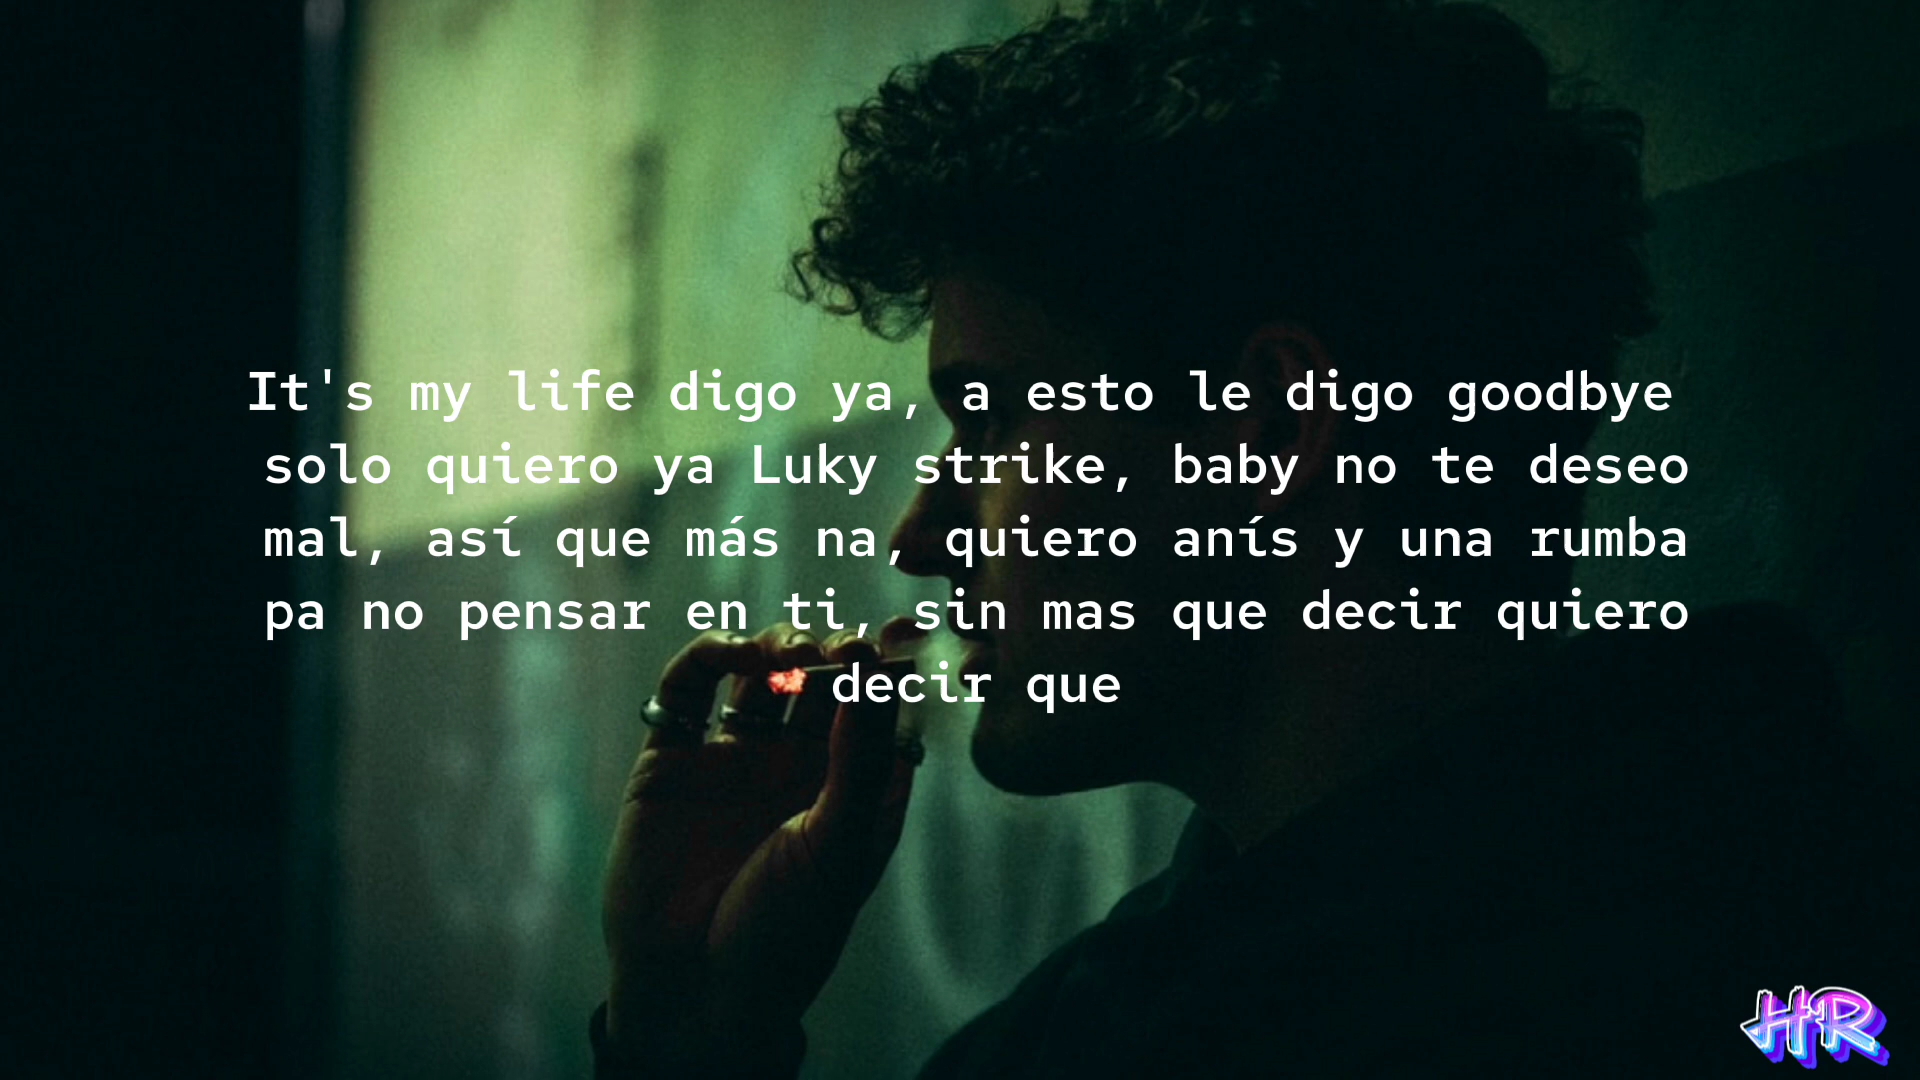 It's my life digo ya, a esto le digo goodbye
solo quiero ya Luky strike, baby no te deseo
mal, así que más na, quiero anís y una rumba
pa no pensar en ti, sin mas que decir quiero
decir que
HR